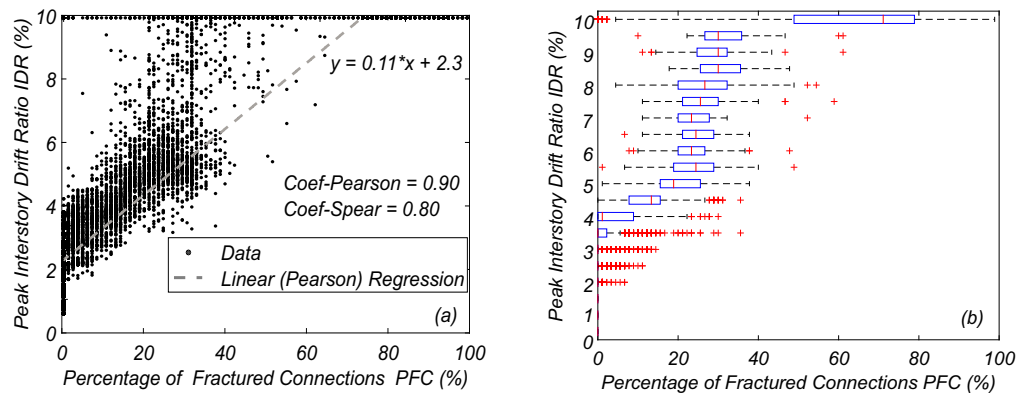 (a)
Peak Interstory Drift Ratio IDR (%)
10
8
6
4
2
0
y = 0.11*x + 2.3
Coef-Pearson = 0.90
Coef-Spear = 0.80
Data
Linear (Pearson) Regression
(a)
0 20 40 60 80 100
Percentage of Fractured Connections PFC (%)
(b)
Peak Interstory Drift Ratio IDR (%)
10
9
8
7
6
5
4
3
2
1
0
(b)
0 20 40 60 80 100
Percentage of Fractured Connections PFC (%)